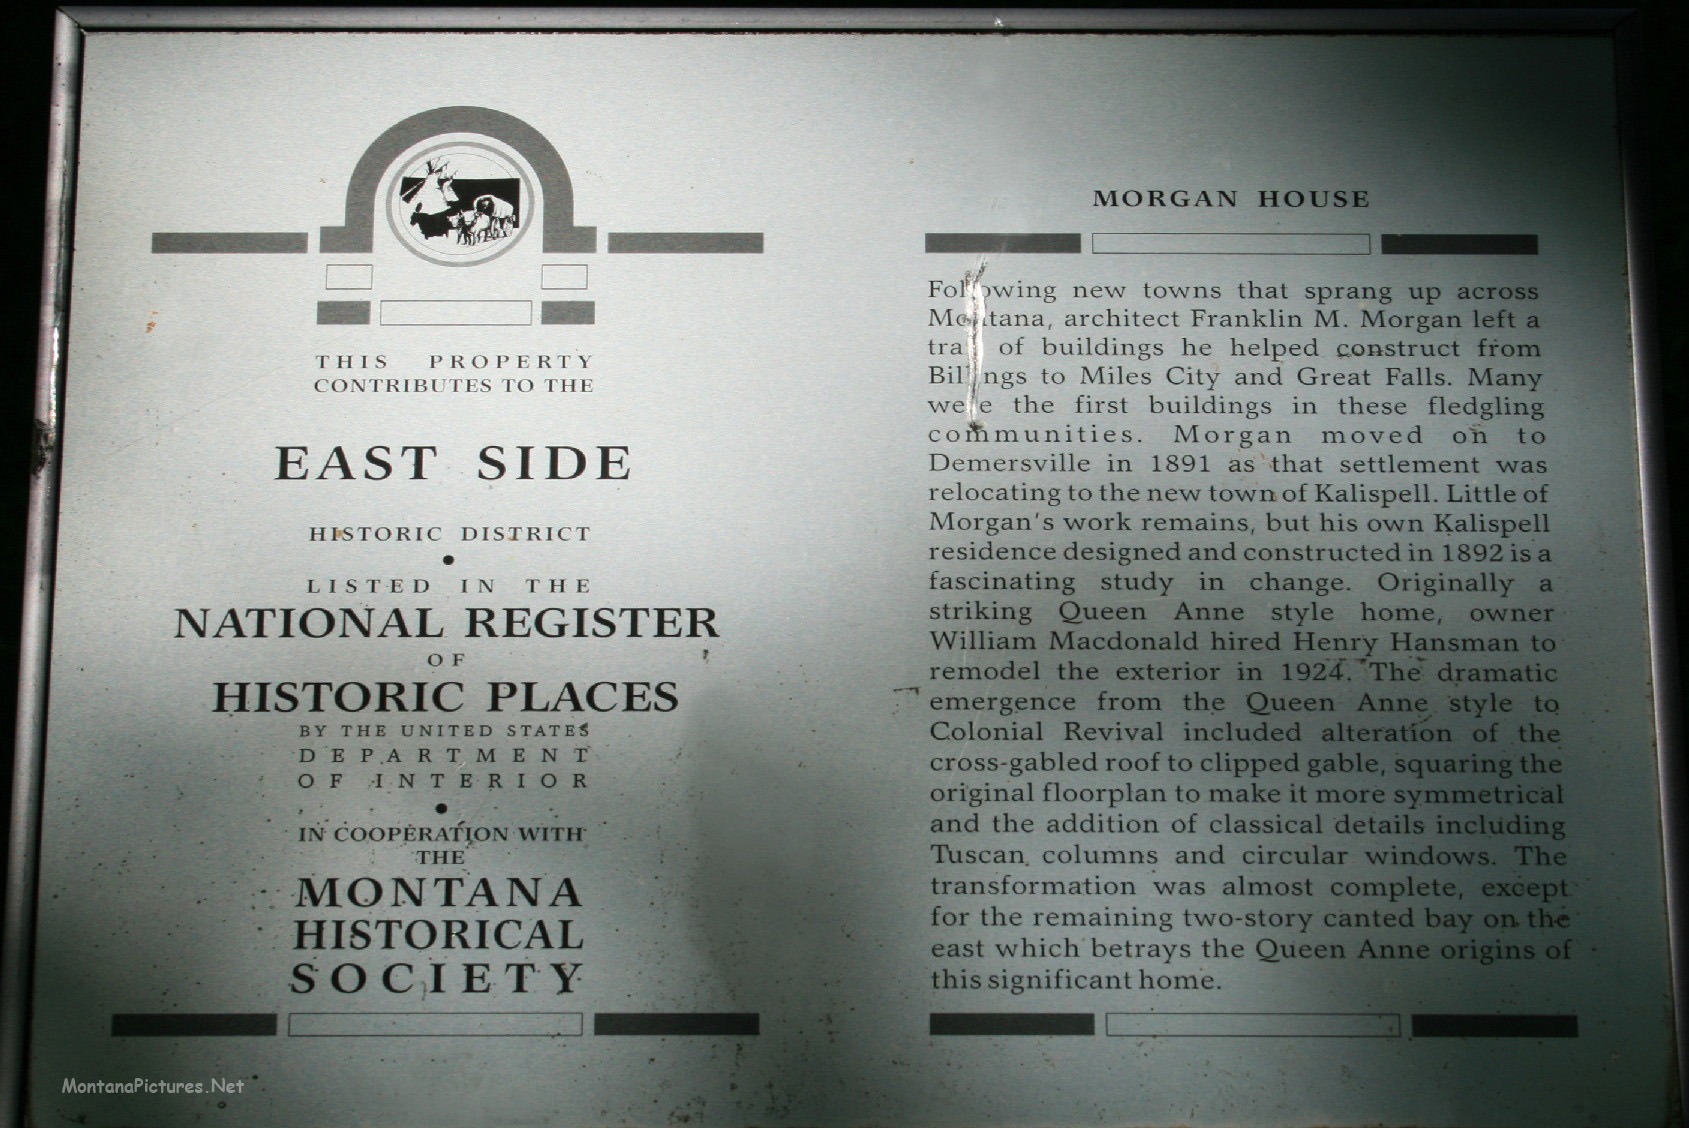 THIS PROPERTY
CONTRIBUTES TO THE
EAST SIDE
HISTORIC DISTRICT
LISTED IN THE
NATIONAL REGISTER
OF
HISTORIC PLACES
BY THE UNITED STATES
DEPARTMENT
OF INTERIOR
IN COOPERATION WITH
THE
MONTANA
HISTORICAL
SOCIETY
MORGAN HOUSE
Following new towns that sprang up across
Montana, architect Franklin M. Morgan left a
trail of buildings he helped construct from
Billings to Miles City and Great Falls. Many
were the first buildings in these fledgling
communities. Morgan moved on to
Demersville in 1891 as that settlement was
relocating to the new town of Kalispell. Little of
Morgan's work remains, but his own Kalispell
residence designed and constructed in 1892 is a
fascinating study in change. Originally a
striking Queen Anne style home, owner
William Macdonald hired Henry Hansman to
remodel the exterior in 1924. The dramatic
emergence from the Queen Anne style to
Colonial Revival included alteration of the
cross-gabled roof to clipped gable, squaring the
original floorplan to make it more symmetrical
and the addition of classical details including
Tuscan columns and circular windows. The
transformation was almost complete, except
for the remaining two-story canted bay on the
east which betrays the Queen Anne origins of
this significant home.
MontanaPictures.Net